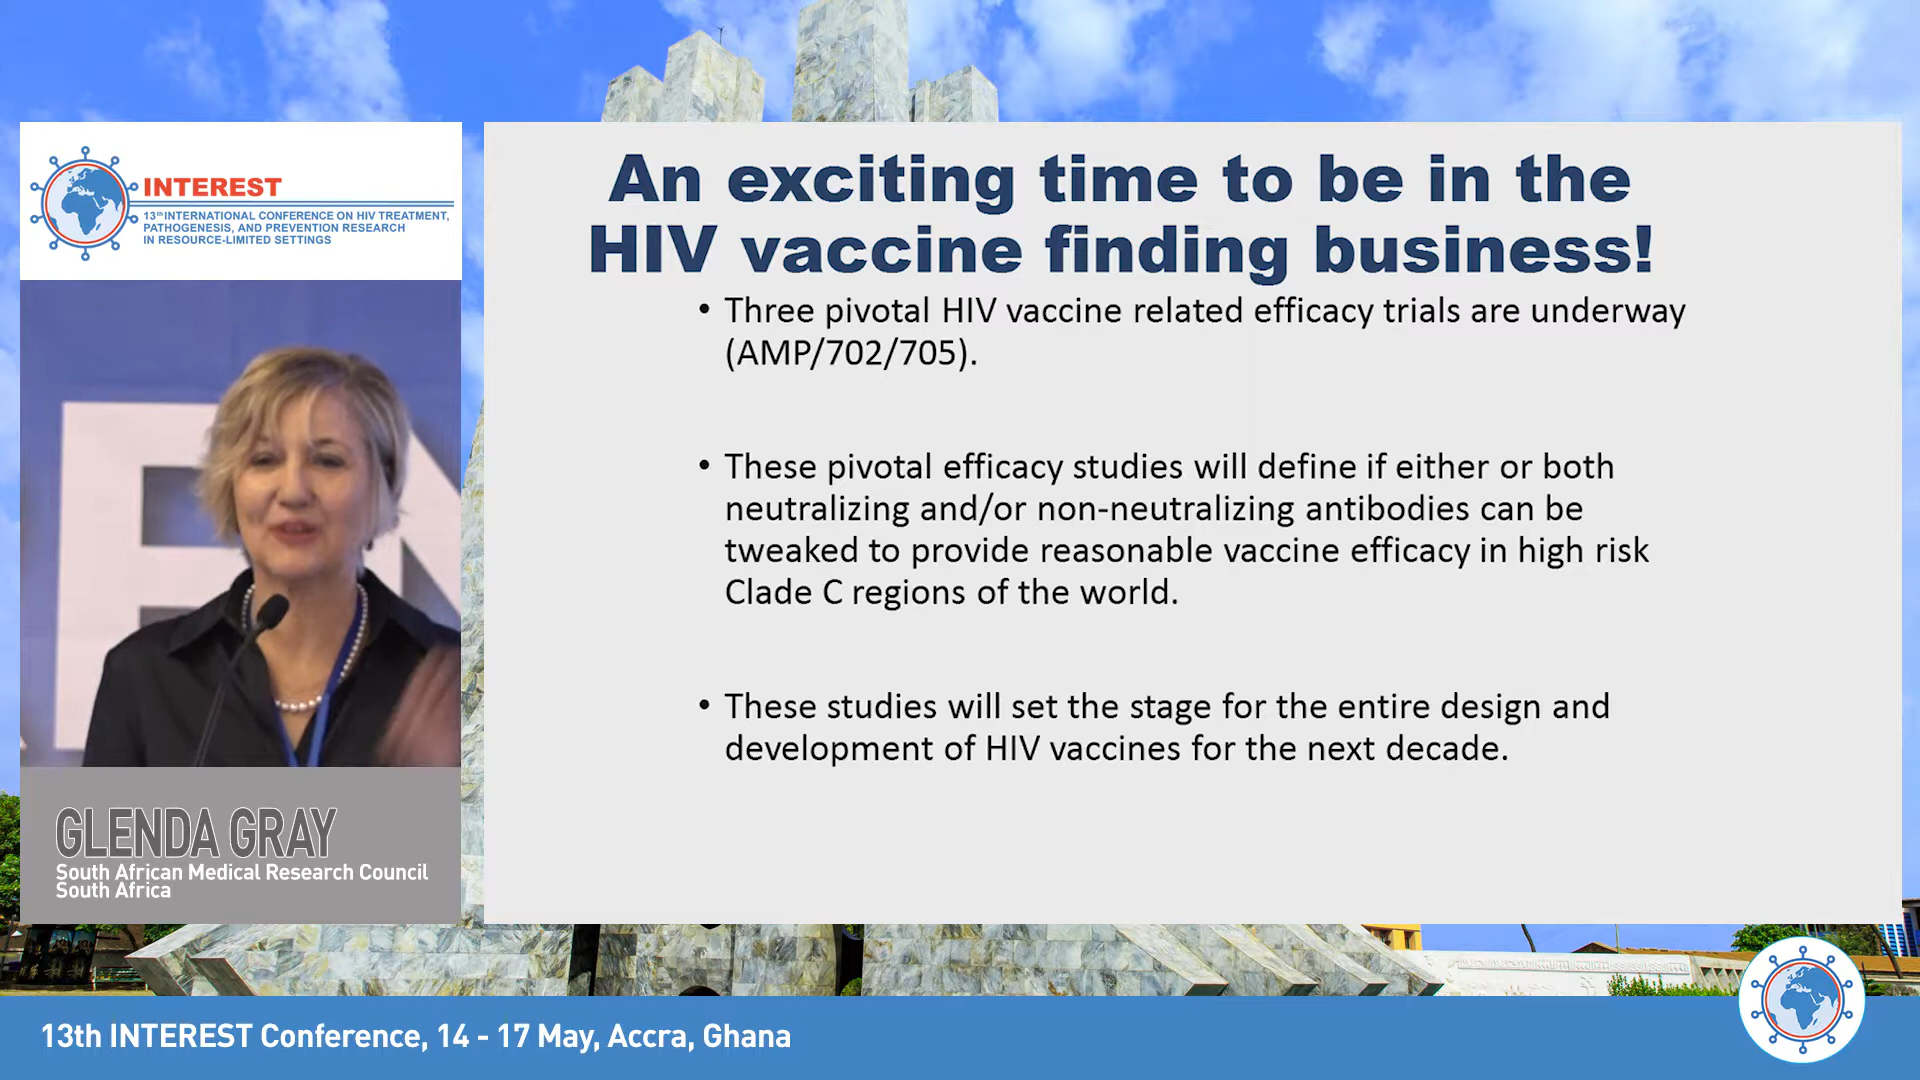 INTEREST
13th INTERNATIONAL CONFERENCE ON HIV TREATMENT,
PATHOGENESIS, AND PREVENTION RESEARCH
IN RESOURCE-LIMITED SETTINGS
An exciting time to be in the
HIV vaccine finding business!
• Three pivotal HIV vaccine related efficacy trials are underway
(AMP/702/705).
• These pivotal efficacy studies will define if either or both
neutralizing and/or non-neutralizing antibodies can be
tweaked to provide reasonable vaccine efficacy in high risk
Clade C regions of the world.
• These studies will set the stage for the entire design and
development of HIV vaccines for the next decade.
GLENDA GRAY
South African Medical Research Council
South Africa
13th INTEREST Conference, 14 - 17 May, Accra, Ghana